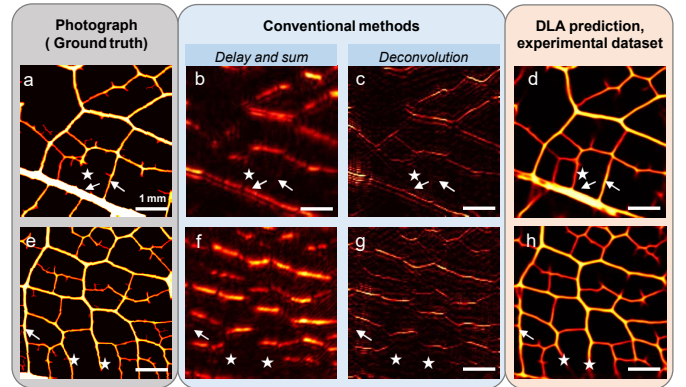 Photograph
( Ground truth)
Conventional methods
DLA prediction,
experimental dataset
Delay and sum
Deconvolution
a
b
c
d
1 mm
e
f
g
h